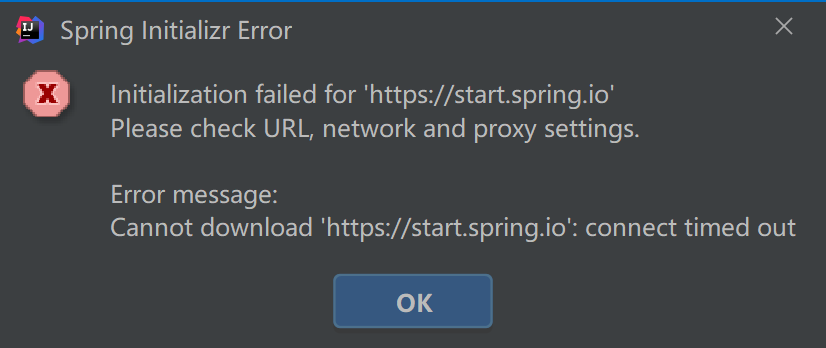 IJ
Spring Initializr Error
Initialization failed for 'https://start.spring.io'
Please check URL, network and proxy settings.
Error message:
Cannot download 'https://start.spring.io': connect timed out
OK